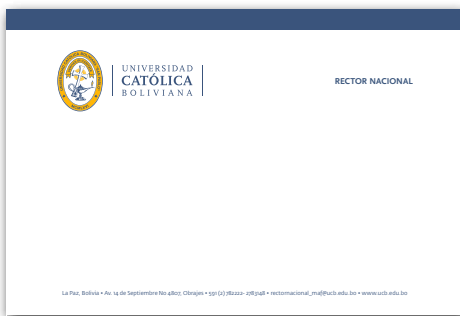 UNIVERSIDAD
CATÓLICA
BOLIVIANA
RECTOR NACIONAL
La Paz, Bolivia • Av. 14 de Septiembre No 4807, Obrajes • 591 (2) 782222- 2783148 • rectornacional_maf@ucb.edu.bo • www.ucb.edu.bo